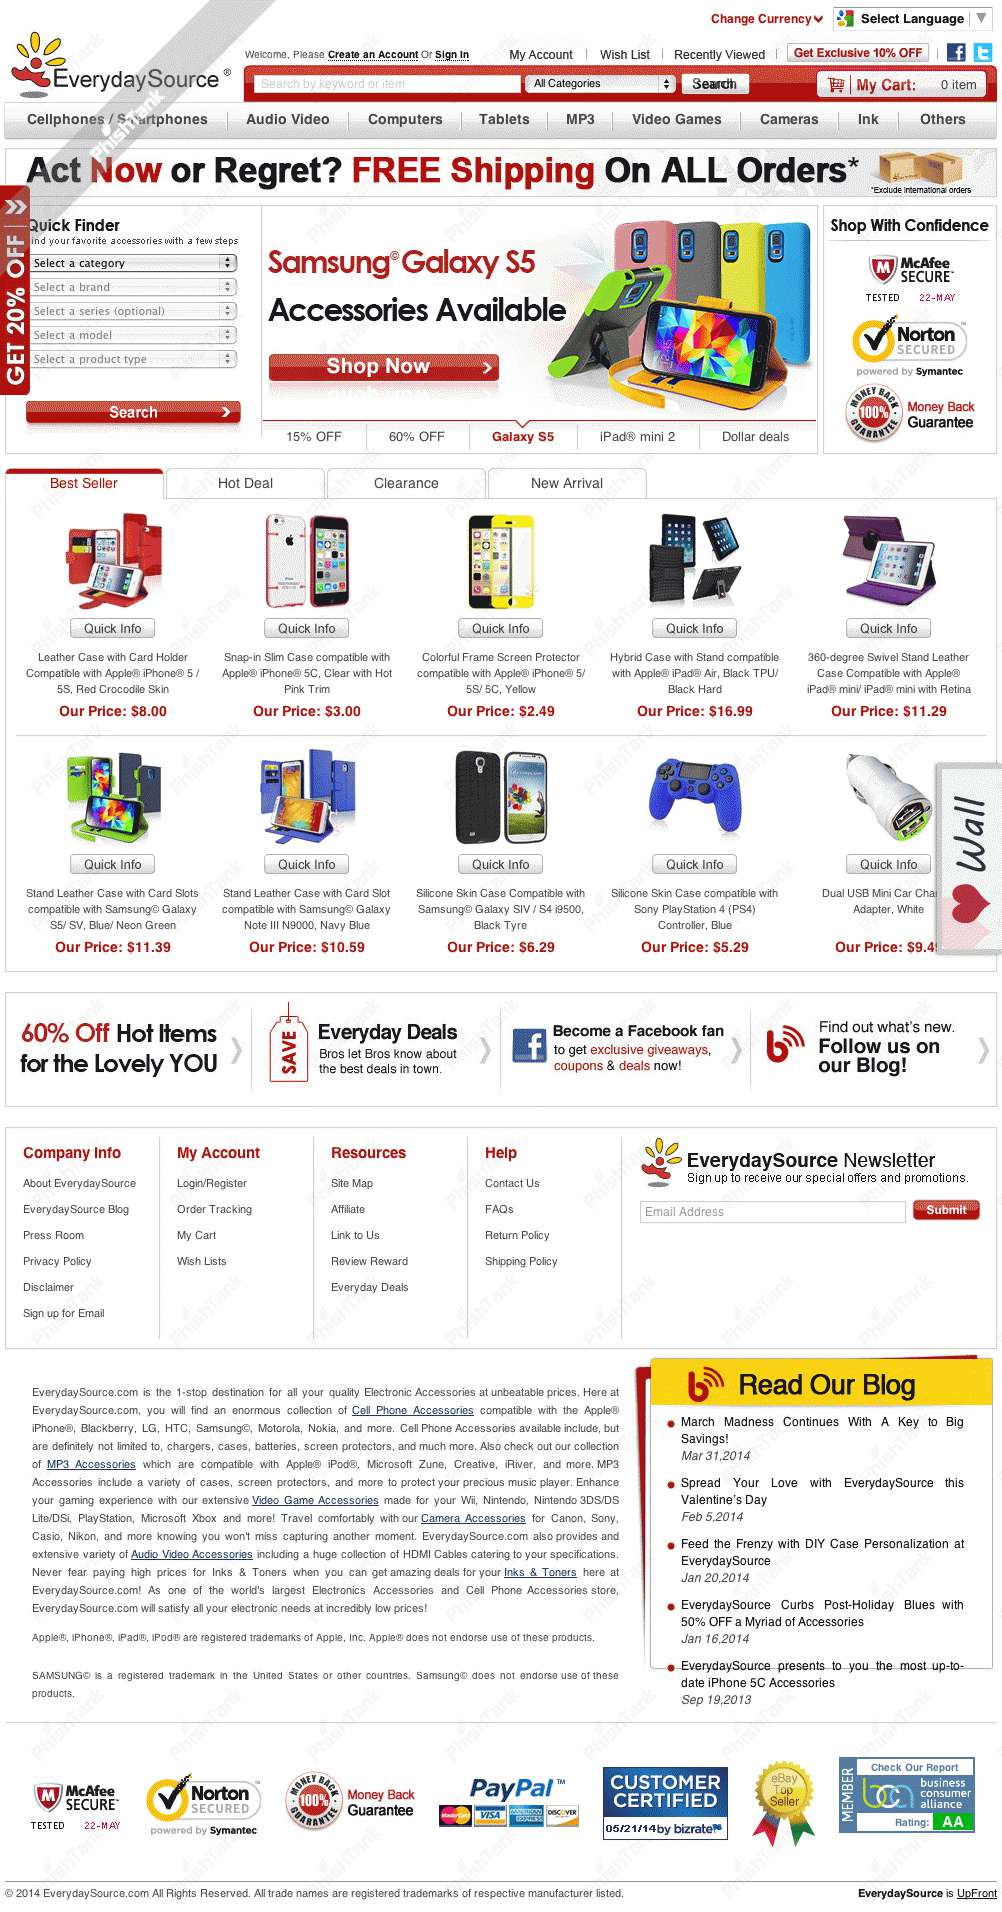 Change Currency
Select Language
Welcome, Please Create an Account Or Sign In
My Account
Wish List
Recently Viewed
Get Exclusive 10% OFF
EverydaySource®
Search by keyword or item
All Categories
Search
My Cart: 0 item
Cellphones / Smartphones
Audio Video
Computers
Tablets
MP3
Video Games
Cameras
Ink
Others
PhishTank
Act Now or Regret? FREE Shipping On ALL Orders*
*Exclude international orders
GET 20% OFF
Quick Finder
find your favorite accessories with a few steps
Select a category
Select a brand
Select a series (optional)
Select a model
Select a product type
Search
Samsung© Galaxy S5
Accessories Available
Shop Now
15% OFF
60% OFF
Galaxy S5
iPad® mini 2
Dollar deals
Shop With Confidence
McAfee
SECURE™
TESTED 22-MAY
Norton™
SECURED
powered by Symantec
MONEY BACK
100%
GUARANTEE
Money Back
Guarantee
Best Seller
Hot Deal
Clearance
New Arrival
Quick Info
Quick Info
Quick Info
Quick Info
Quick Info
Leather Case with Card Holder
Compatible with Apple® iPhone® 5 /
5S, Red Crocodile Skin
Our Price: $8.00
Snap-in Slim Case compatible with
Apple® iPhone® 5C, Clear with Hot
Pink Trim
Our Price: $3.00
Colorful Frame Screen Protector
compatible with Apple® iPhone® 5/
5S/ 5C, Yellow
Our Price: $2.49
Hybrid Case with Stand compatible
with Apple® iPad® Air, Black TPU/
Black Hard
Our Price: $16.99
360-degree Swivel Stand Leather
Case Compatible with Apple®
iPad® mini/ iPad® mini with Retina
Our Price: $11.29
Quick Info
Quick Info
Quick Info
Quick Info
Quick Info
Stand Leather Case with Card Slots
compatible with Samsung© Galaxy
S5/ SV, Blue/ Neon Green
Our Price: $11.39
Stand Leather Case with Card Slot
compatible with Samsung© Galaxy
Note III N9000, Navy Blue
Our Price: $10.59
Silicone Skin Case Compatible with
Samsung© Galaxy SIV / S4 i9500,
Black Tyre
Our Price: $6.29
Silicone Skin Case compatible with
Sony PlayStation 4 (PS4)
Controller, Blue
Our Price: $5.29
Dual USB Mini Car Char
Adapter, White
Our Price: $9.4
Wall
60% Off Hot Items
for the Lovely YOU
SAVE
Everyday Deals
Bros let Bros know about
the best deals in town.
Become a Facebook fan
to get exclusive giveaways,
coupons & deals now!
Find out what's new.
Follow us on
our Blog!
Company Info
About EverydaySource
EverydaySource Blog
Press Room
Privacy Policy
Disclaimer
Sign up for Email
My Account
Login/Register
Order Tracking
My Cart
Wish Lists
Resources
Site Map
Affiliate
Link to Us
Review Reward
Everyday Deals
Help
Contact Us
FAQs
Return Policy
Shipping Policy
EverydaySource Newsletter
Sign up to receive our special offers and promotions.
Email Address
Submit
EverydaySource.com is the 1-stop destination for all your quality Electronic Accessories at unbeatable prices. Here at
EverydaySource.com, you will find an enormous collection of Cell Phone Accessories compatible with the Apple®
iPhone®, Blackberry, LG, HTC, Samsung©, Motorola, Nokia, and more. Cell Phone Accessories available include, but
are definitely not limited to, chargers, cases, batteries, screen protectors, and much more. Also check out our collection
of MP3 Accessories which are compatible with Apple® iPod®, Microsoft Zune, Creative, iRiver, and more. MP3
Accessories include a variety of cases, screen protectors, and more to protect your precious music player. Enhance
your gaming experience with our extensive Video Game Accessories made for your Wii, Nintendo, Nintendo 3DS/DS
Lite/DSi, PlayStation, Microsoft Xbox and more! Travel comfortably with our Camera Accessories for Canon, Sony,
Casio, Nikon, and more knowing you won't miss capturing another moment. EverydaySource.com also provides and
extensive variety of Audio Video Accessories including a huge collection of HDMI Cables catering to your specifications.
Never fear paying high prices for Inks & Toners when you can get amazing deals for your Inks & Toners here at
EverydaySource.com! As one of the world's largest Electronics Accessories and Cell Phone Accessories store,
EverydaySource.com will satisfy all your electronic needs at incredibly low prices!
Apple®, iPhone®, iPad®, iPod® are registered trademarks of Apple, Inc. Apple® does not endorse use of these products.
SAMSUNG© is a registered trademark in the United States or other countries. Samsung© does not endorse use of these
products.
Read Our Blog
March Madness Continues With A Key to Big
Savings!
Mar 31,2014
Spread Your Love with EverydaySource this
Valentine's Day
Feb 5,2014
Feed the Frenzy with DIY Case Personalization at
EverydaySource
Jan 20,2014
EverydaySource Curbs Post-Holiday Blues with
50% OFF a Myriad of Accessories
Jan 16,2014
EverydaySource presents to you the most up-to-
date iPhone 5C Accessories
Sep 19,2013
McAfee
SECURE™
TESTED 22-MAY
Norton™
SECURED
powered by Symantec
MONEY BACK
100%
GUARANTEE
Money Back
Guarantee
PayPal™
MasterCard VISA AMERICAN EXPRESS DISCOVER
CUSTOMER
CERTIFIED
05/21/14 by bizrate
eBay
Top
Seller
MEMBER
Check Our Report
bca business
consumer
alliance
Rating: AA
© 2014 EverydaySource.com All Rights Reserved. All trade names are registered trademarks of respective manufacturer listed.
EverydaySource is UpFront